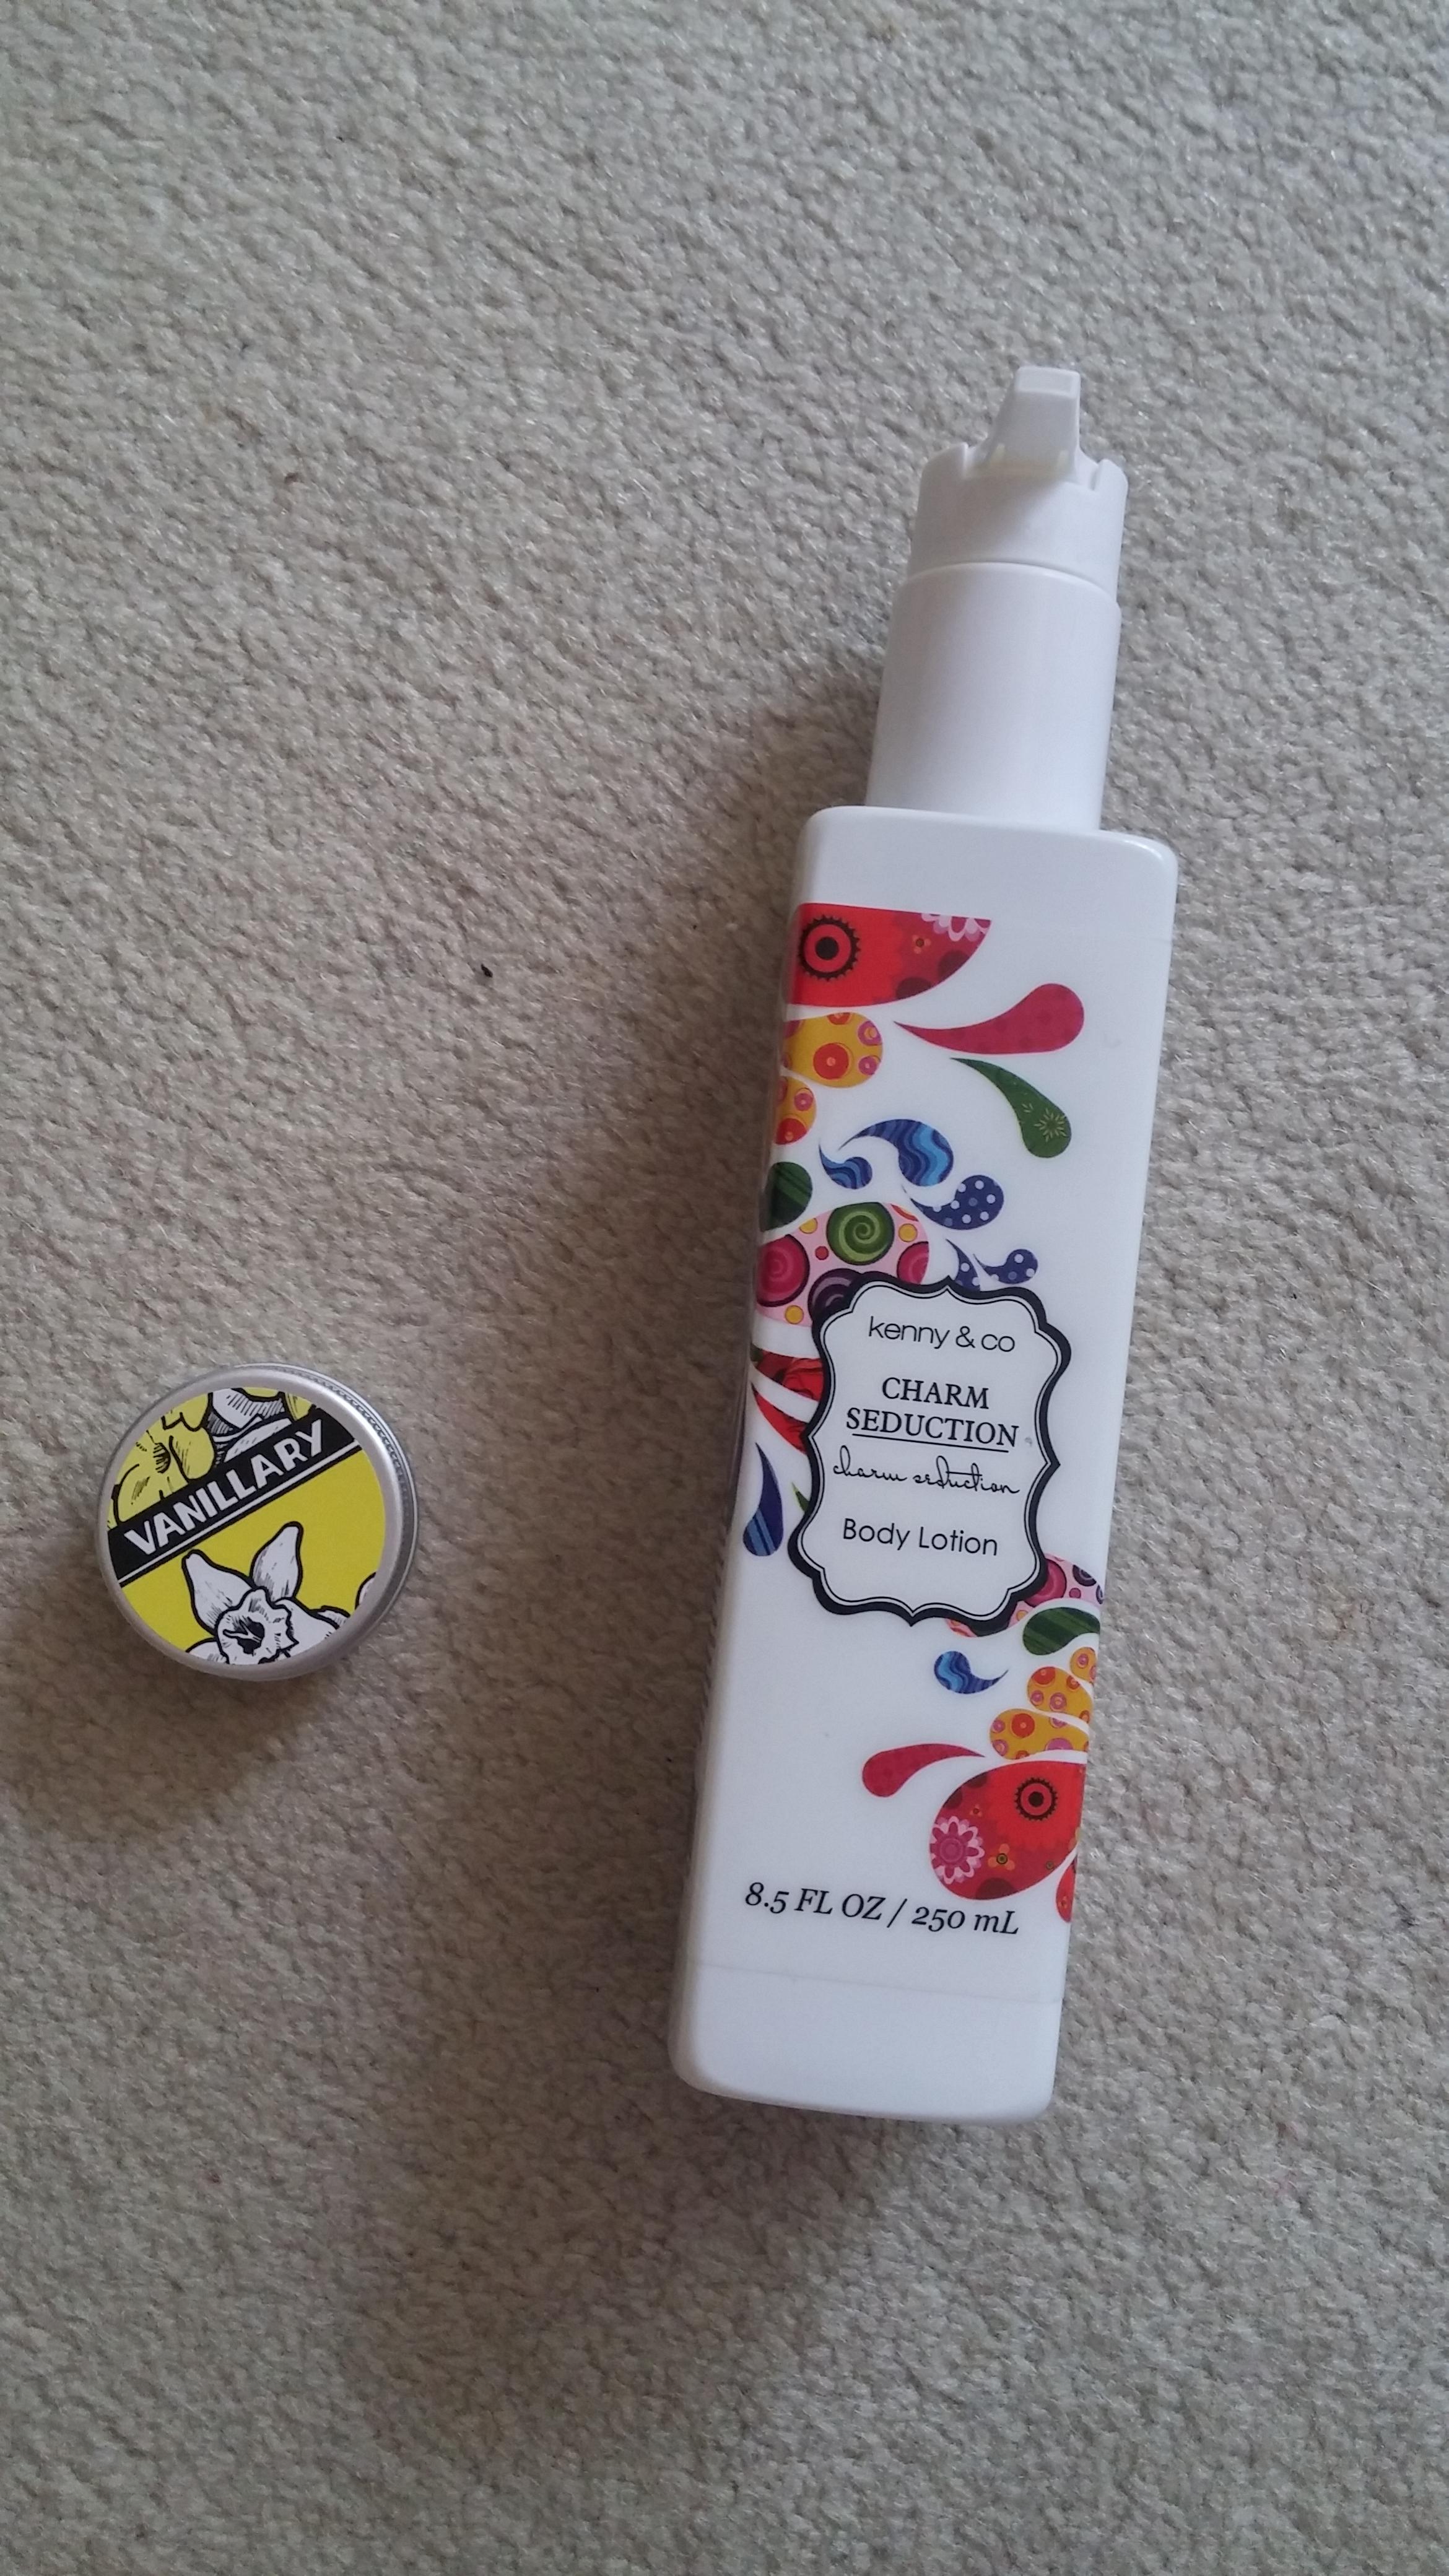 VANILLARY
kenny & co
CHARM
SEDUCTION
charm seduction
Body Lotion
8.5 FL OZ / 250 mL